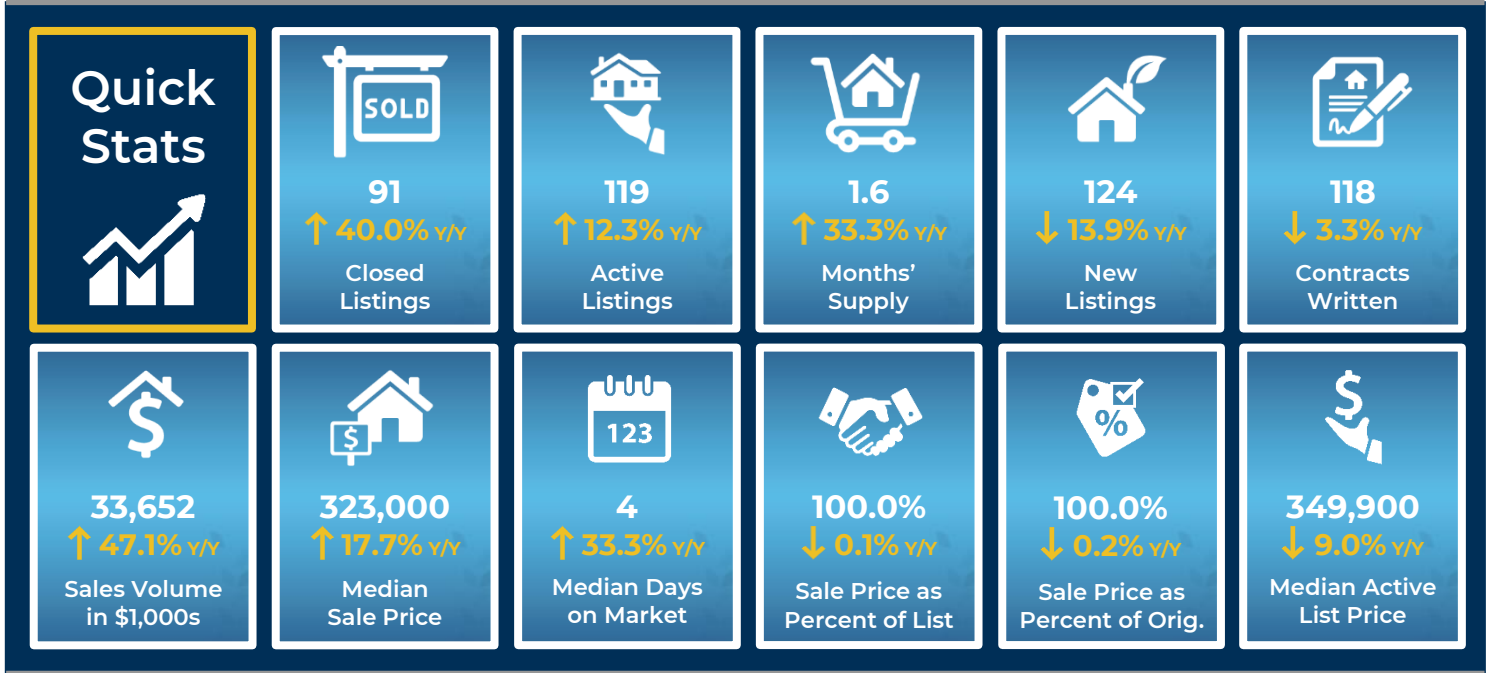 Quick
Stats
SOLD
91
↑ 40.0% Y/Y
Closed
Listings
119
↑ 12.3% Y/Y
Active
Listings
1.6
↑ 33.3% Y/Y
Months’
Supply
124
↓ 13.9% Y/Y
New
Listings
118
↓ 3.3% Y/Y
Contracts
Written
$
33,652
↑ 47.1% Y/Y
Sales Volume
in $1,000s
$
323,000
↑ 17.7% Y/Y
Median
Sale Price
123
4
↑ 33.3% Y/Y
Median Days
on Market
100.0%
↓ 0.1% Y/Y
Sale Price as
Percent of List
%
100.0%
↓ 0.2% Y/Y
Sale Price as
Percent of Orig.
$
349,900
↓ 9.0% Y/Y
Median Active
List Price